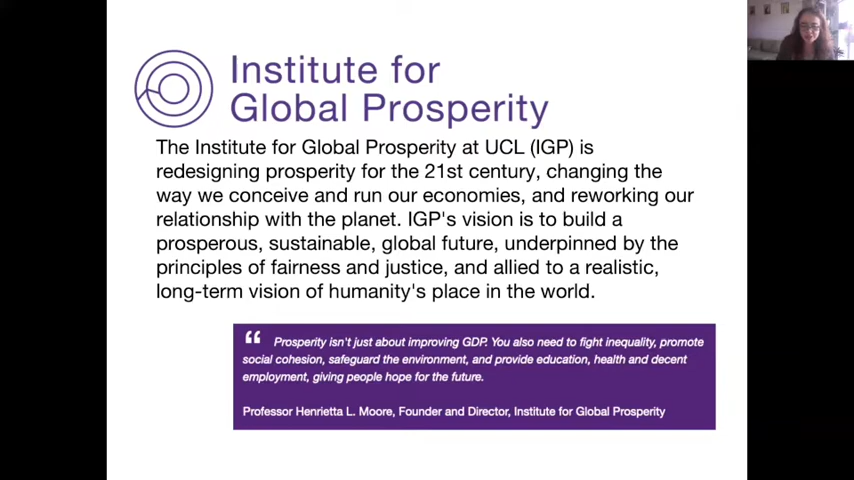 Institute for
Global Prosperity
The Institute for Global Prosperity at UCL (IGP) is
redesigning prosperity for the 21st century, changing the
way we conceive and run our economies, and reworking our
relationship with the planet. IGP's vision is to build a
prosperous, sustainable, global future, underpinned by the
principles of fairness and justice, and allied to a realistic,
long-term vision of humanity's place in the world.
“ Prosperity isn't just about improving GDP. You also need to fight inequality, promote
social cohesion, safeguard the environment, and provide education, health and decent
employment, giving people hope for the future.
Professor Henrietta L. Moore, Founder and Director, Institute for Global Prosperity